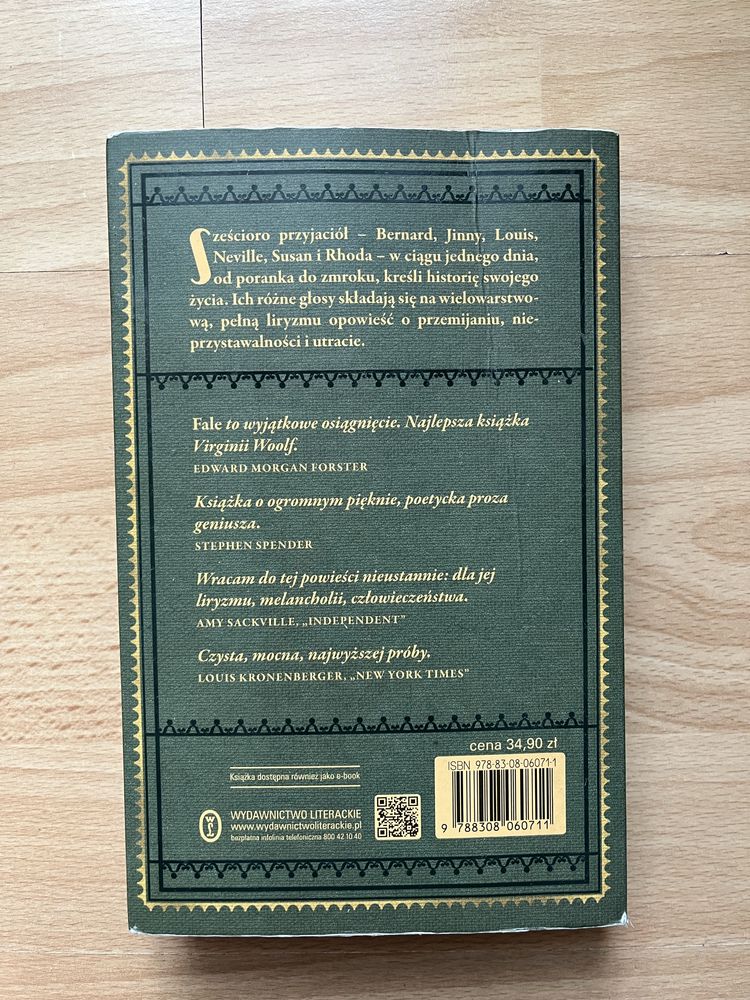 Sześcioro przyjaciół – Bernard, Jinny, Louis,
Neville, Susan i Rhoda – w ciągu jednego dnia,
od poranka do zmroku, kreśli historię swojego
życia. Ich różne głosy składają się na wielowarstwo-
wą, pełną liryzmu opowieść o przemijaniu, nie-
przystawalności i utracie.
Fale to wyjątkowe osiągnięcie. Najlepsza książka
Virginii Woolf.
EDWARD MORGAN FORSTER
Książka o ogromnym pięknie, poetycka proza
geniusza.
STEPHEN SPENDER
Wracam do tej powieści nieustannie: dla jej
liryzmu, melancholii, człowieczeństwa.
AMY SACKVILLE, „INDEPENDENT”
Czysta, mocna, najwyższej próby.
LOUIS KRONENBERGER, „NEW YORK TIMES”
cena 34,90 zł
ISBN 978-83-08-06071-1
9 788308 060711
Książka dostępna również jako e-book
WYDAWNICTWO LITERACKIE
www.wydawnictwoliterackie.pl
bezpłatna infolinia telefoniczna 800 42 10 40